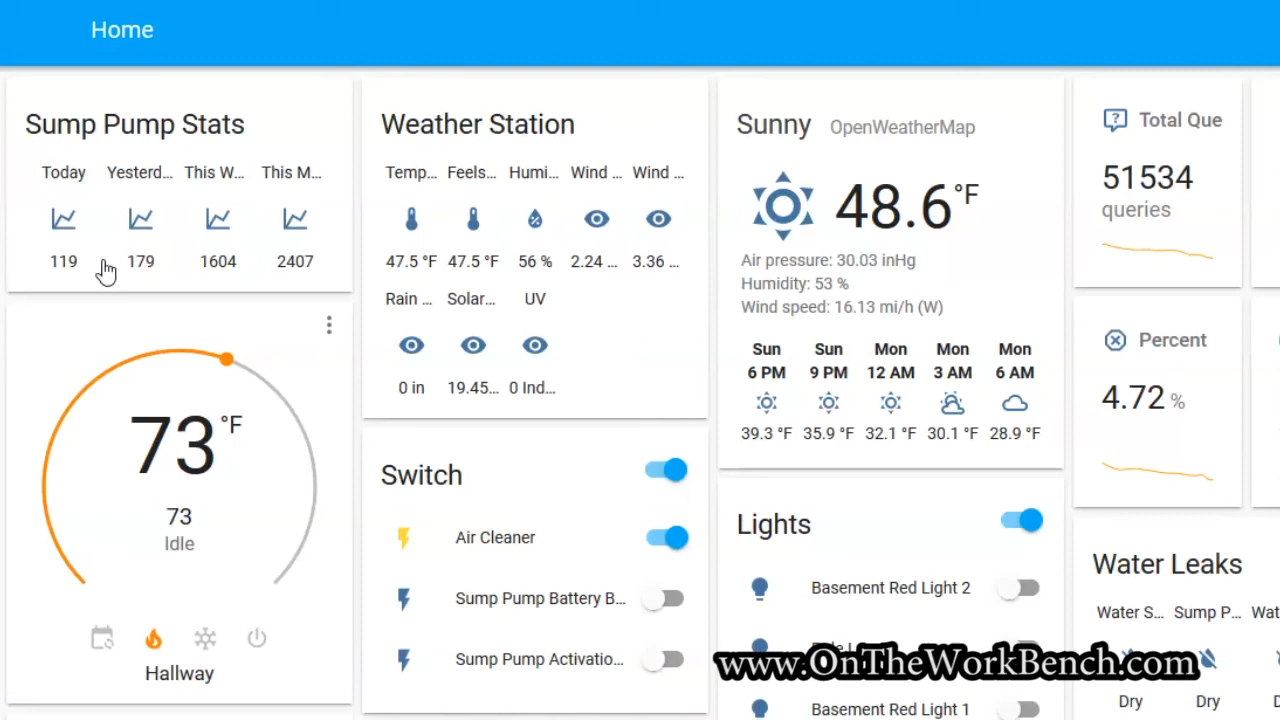 Home
Sump Pump Stats
Today Yesterd... This W... This M...
119 179 1604 2407
73 °F
73
Idle
Hallway
Weather Station
Temp... Feels... Humi... Wind ... Wind ...
47.5 °F 47.5 °F 56 % 2.24 ... 3.36 ...
Rain ... Solar... UV
0 in 19.45... 0 Ind...
Switch
Air Cleaner
Sump Pump Battery B...
Sump Pump Activatio...
Sunny OpenWeatherMap
48.6 °F
Air pressure: 30.03 inHg
Humidity: 53 %
Wind speed: 16.13 mi/h (W)
Sun Sun Mon Mon Mon
6 PM 9 PM 12 AM 3 AM 6 AM
39.3 °F 35.9 °F 32.1 °F 30.1 °F 28.9 °F
Lights
Basement Red Light 2
Basement Red Light 1
Total Que
51534
queries
Percent
4.72 %
Water Leaks
Water S... Sump P... Wat
Dry Dry
www.OnTheWorkBench.com